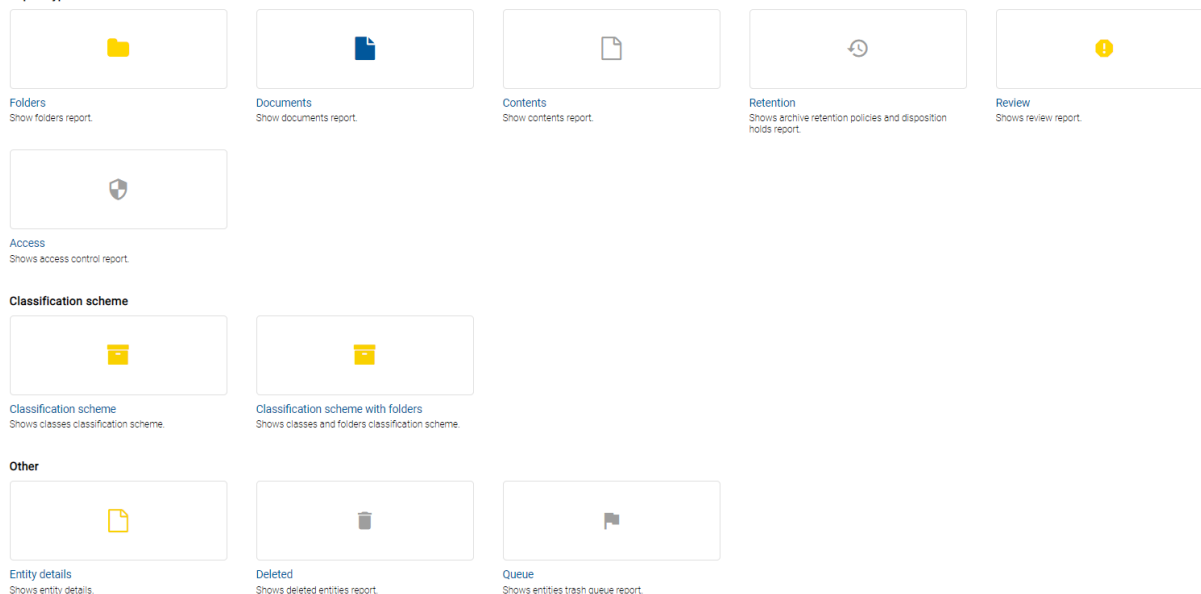 Folders
Show folders report.
Documents
Show documents report.
Contents
Show contents report.
Retention
Shows archive retention policies and disposition
holds report.
Review
Shows review report.
Access
Shows access control report.
Classification scheme
Classification scheme
Shows classes classification scheme.
Classification scheme with folders
Shows classes and folders classification scheme.
Other
Entity details
Shows entity details.
Deleted
Shows deleted entities report.
Queue
Shows entities trash queue report.